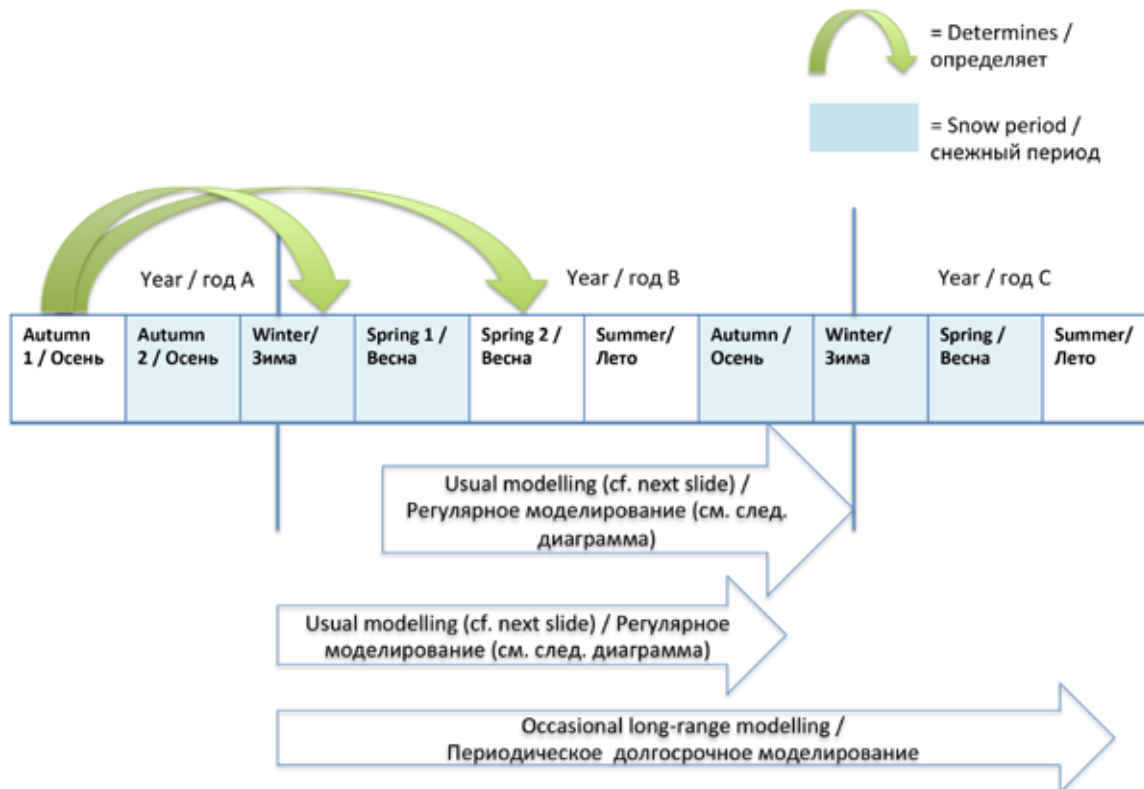 = Determines /
определяет
= Snow period /
снежный период
Year / год A
Year / год B
Year / год C
Autumn
1 / Осень
Autumn
2 / Осень
Winter/
Зима
Spring 1 /
Весна
Spring 2 /
Весна
Summer/
Лето
Autumn /
Осень
Winter/
Зима
Spring /
Весна
Summer/
Лето
Usual modelling (cf. next slide) /
Регулярное моделирование (см. след.
диаграмма)
Usual modelling (cf. next slide) / Регулярное
моделирование (см. след. диаграмма)
Occasional long-range modelling /
Периодическое долгосрочное моделирование